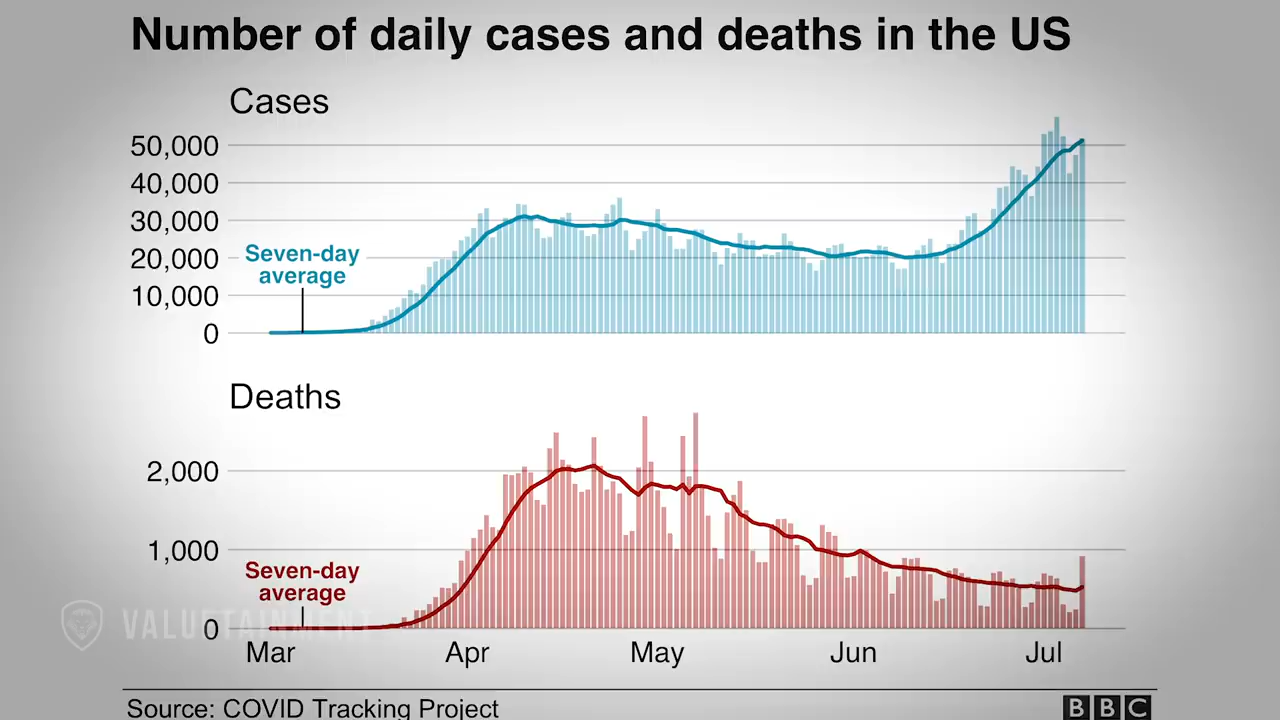 Number of daily cases and deaths in the US
Cases
50,000
40,000
30,000
20,000
10,000
0
Seven-day
average
Deaths
2,000
1,000
0
Seven-day
average
VALUETAINMENT
Mar Apr May Jun Jul
Source: COVID Tracking Project
BBC